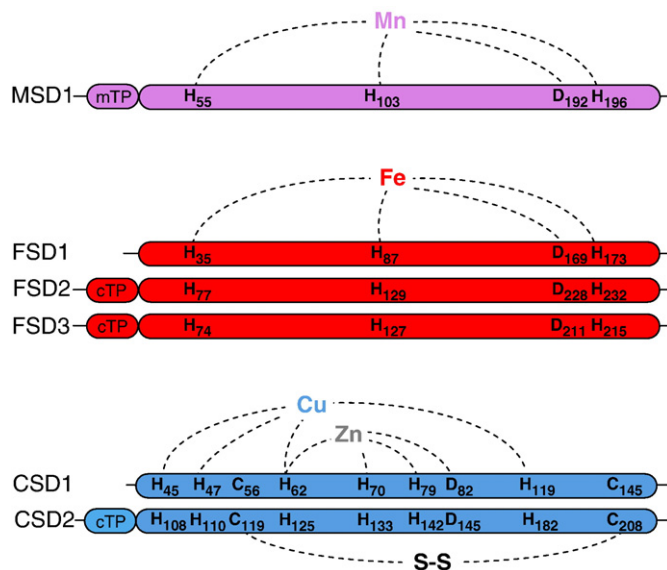 Mn
MSD1 mTP H55 H103 D192 H196
Fe
FSD1 H35 H87 D169 H173
FSD2 cTP H77 H129 D228 H232
FSD3 cTP H74 H127 D211 H215
Cu
Zn
CSD1 H45 H47 C56 H62 H70 H79 D82 H119 C145
CSD2 cTP H108 H110 C119 H125 H133 H142 D145 H182 C208
S-S